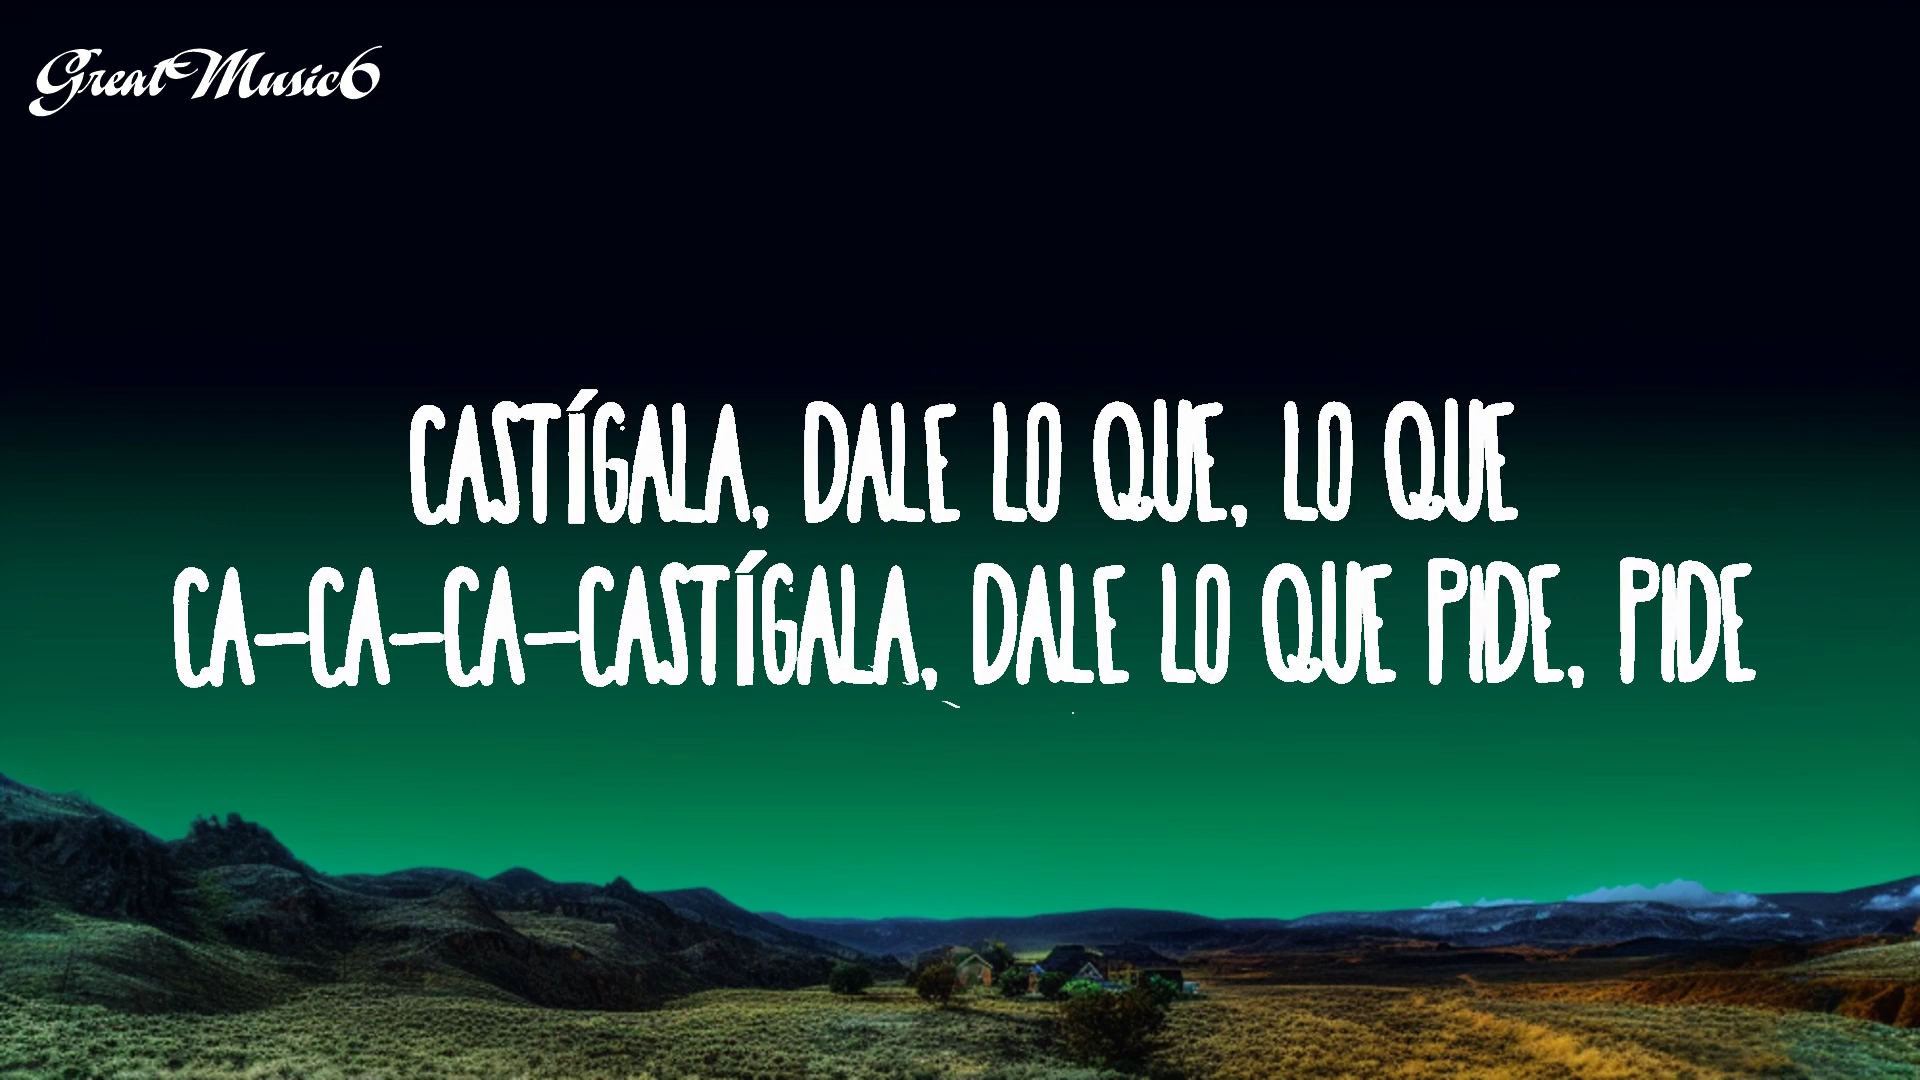 GreatMusic6
CASTÍGALA, DALE LO QUE, LO QUE
CA-CA-CA-CASTÍGALA, DALE LO QUE PIDE, PIDE